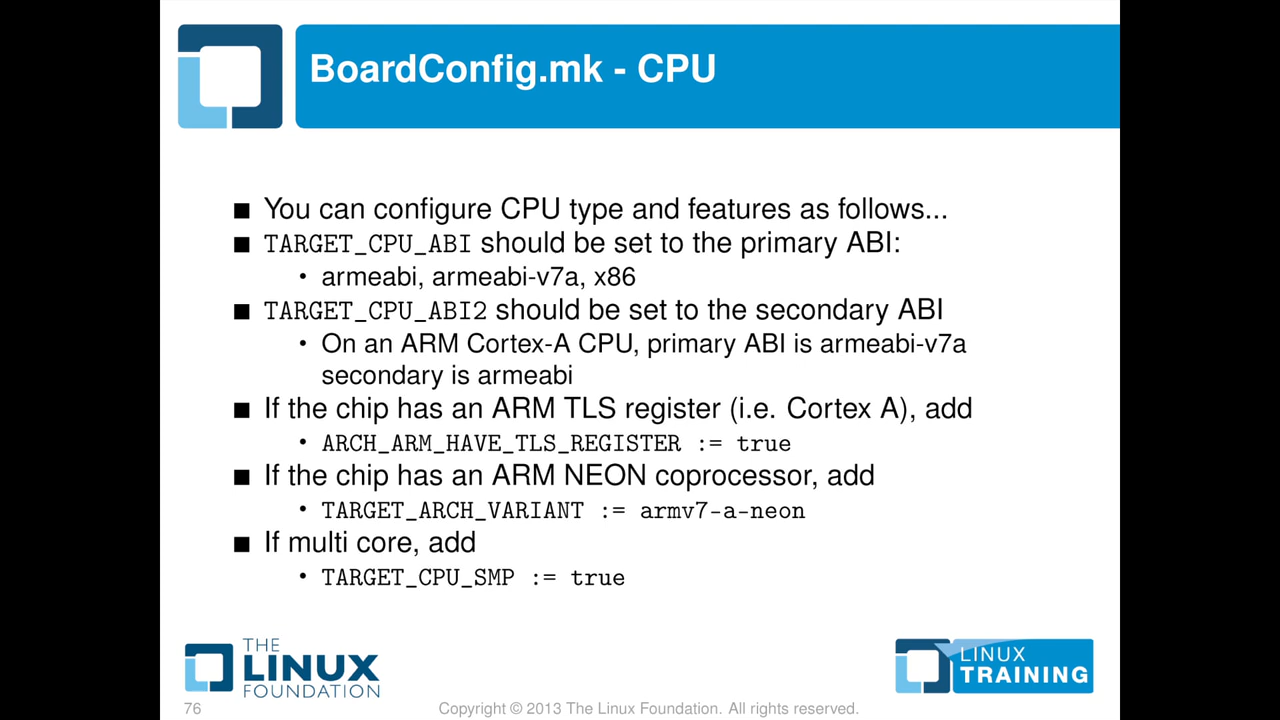 BoardConfig.mk - CPU
■ You can configure CPU type and features as follows...
■ TARGET_CPU_ABI should be set to the primary ABI:
• armeabi, armeabi-v7a, x86
■ TARGET_CPU_ABI2 should be set to the secondary ABI
• On an ARM Cortex-A CPU, primary ABI is armeabi-v7a
secondary is armeabi
■ If the chip has an ARM TLS register (i.e. Cortex A), add
• ARCH_ARM_HAVE_TLS_REGISTER := true
■ If the chip has an ARM NEON coprocessor, add
• TARGET_ARCH_VARIANT := armv7-a-neon
■ If multi core, add
• TARGET_CPU_SMP := true
THE
LINUX
FOUNDATION
LINUX
TRAINING
76
Copyright © 2013 The Linux Foundation. All rights reserved.